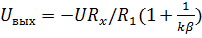 U_вых = −UR_x/R_1(1 + 1/(kβ))